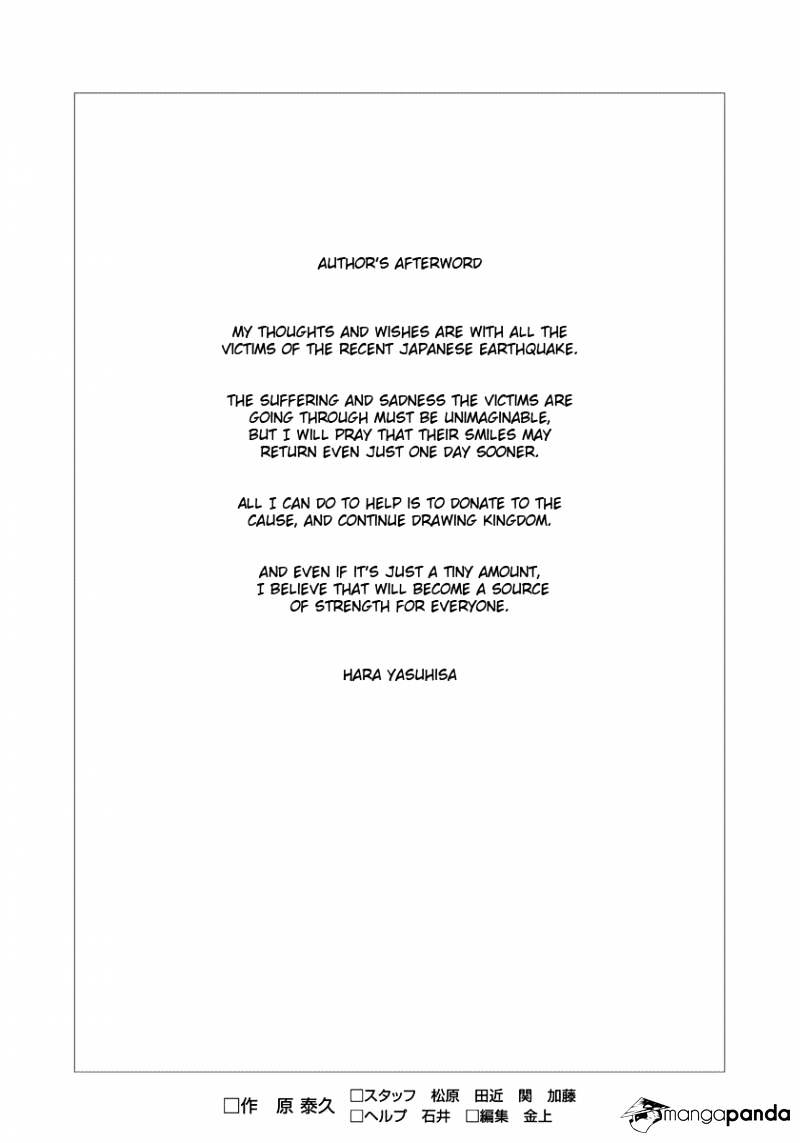 AUTHOR'S AFTERWORD
MY THOUGHTS AND WISHES ARE WITH ALL THE
VICTIMS OF THE RECENT JAPANESE EARTHQUAKE.
THE SUFFERING AND SADNESS THE VICTIMS ARE
GOING THROUGH MUST BE UNIMAGINABLE,
BUT I WILL PRAY THAT THEIR SMILES MAY
RETURN EVEN JUST ONE DAY SOONER.
ALL I CAN DO TO HELP IS TO DONATE TO THE
CAUSE, AND CONTINUE DRAWING KINGDOM.
AND EVEN IF IT'S JUST A TINY AMOUNT,
I BELIEVE THAT WILL BECOME A SOURCE
OF STRENGTH FOR EVERYONE.
HARA YASUHISA
□作 原 泰久
□スタッフ 松原 田近 関 加藤
□ヘルプ 石井 □編集 金上
mangapanda